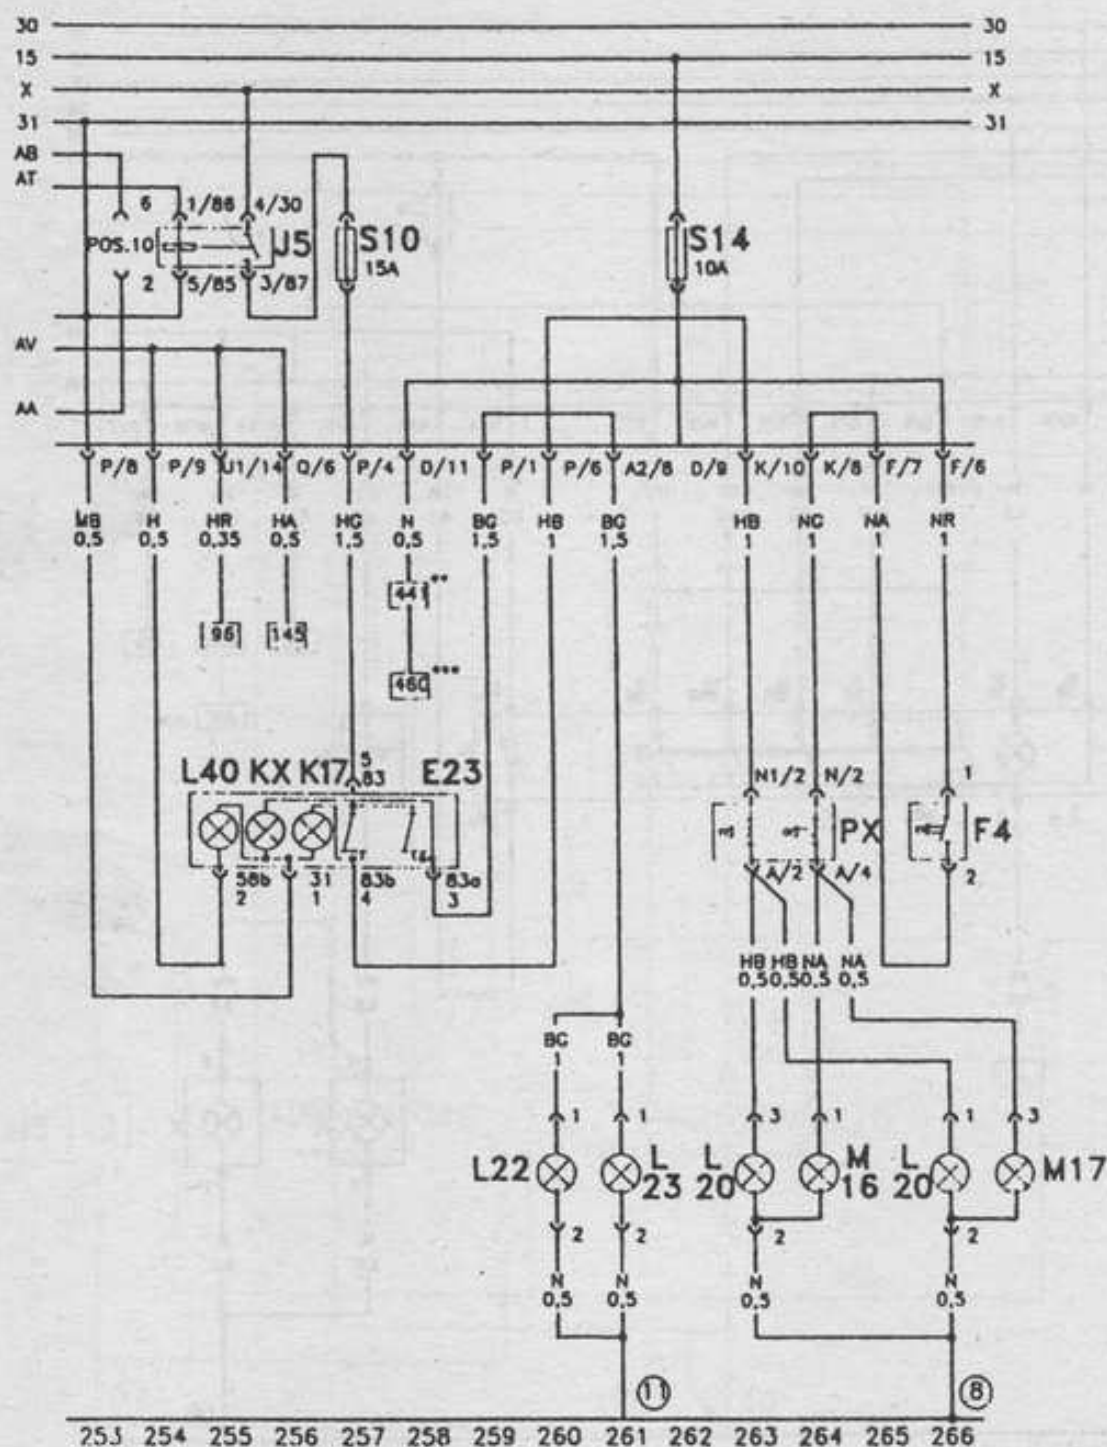 30 30
15 15
X X
31 31
AB
AT
6 1/86 4/30
POS.10 J5 S10 S14
15A 10A
2 5/85 3/87
AV
AA
P/8 P/9 U1/14 Q/6 P/4 D/11 P/1 P/6 A2/8 D/9 K/10 K/8 F/7 F/6
MB H HR HA HG N BG HB BG HB NG NA NR
0,5 0,5 0,35 0,5 1,5 0,5 1,5 1 1,5 1 1 1 1
441 **
96 145
460 ***
5
L40 KX K17 83 E23
N1/2 N/2 1
PX F4
58b 31 83b 83a A/2 A/4 2
2 1 4 3
HB HB NA NA
0,5 0,5 0,5 0,5
BG BG
1 1
1 1 3 1 1 3
L22 L L M L M17
23 20 16 20
2 2 2 2
N N N N
0,5 0,5 0,5 0,5
11 8
253 254 255 256 257 258 259 260 261 262 263 264 265 266